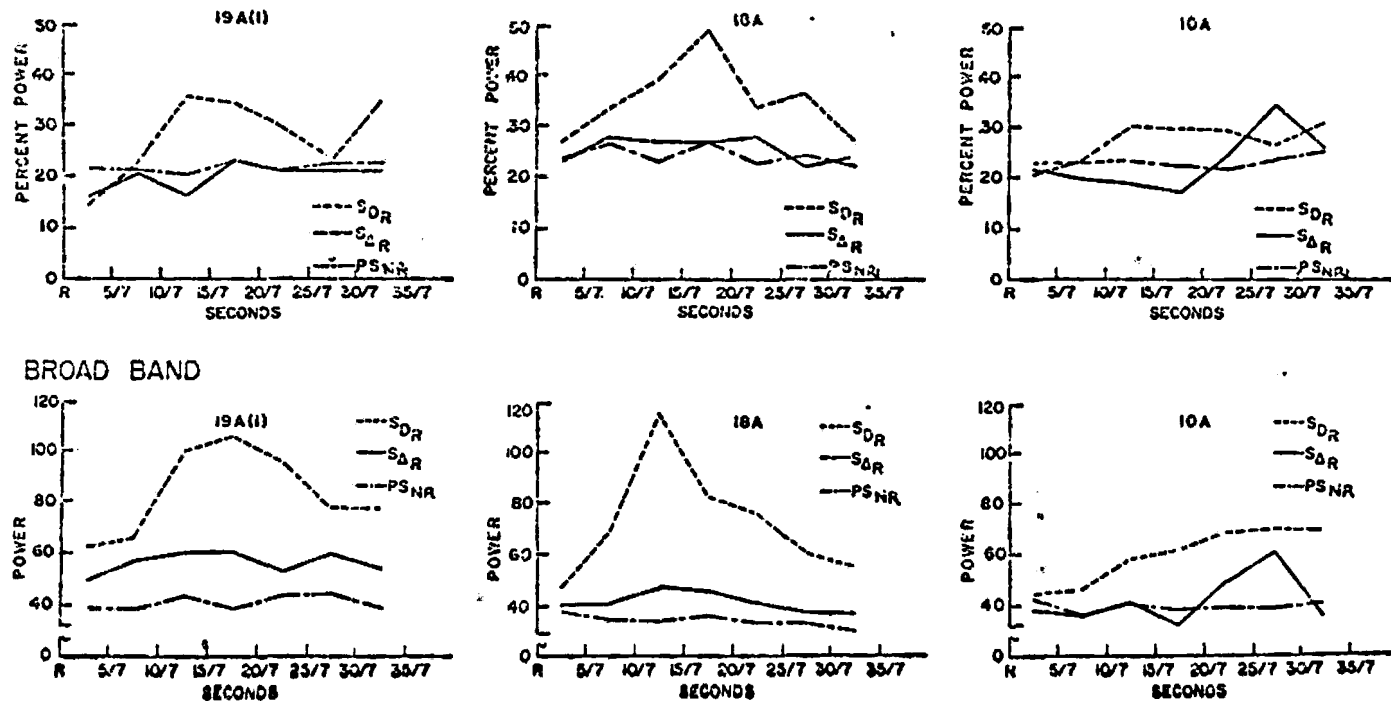 19A(1)
50
40
30
20
10
0
PERCENT POWER
S_DR
S_ΔR
PS_NR
R 5/7 10/7 15/7 20/7 25/7 30/7 35/7
SECONDS
18A
50
40
30
20
10
0
PERCENT POWER
S_DR
S_ΔR
PS_NR
R 5/7 10/7 15/7 20/7 25/7 30/7 35/7
SECONDS
10A
50
40
30
20
10
0
PERCENT POWER
S_DR
S_ΔR
PS_NR
R 5/7 10/7 15/7 20/7 25/7 30/7 35/7
SECONDS
BROAD BAND
19A(1)
120
100
80
60
40
0
POWER
S_DR
S_ΔR
PS_NR
R 5/7 10/7 15/7 20/7 25/7 30/7 35/7
SECONDS
18A
120
100
80
60
40
0
POWER
S_DR
S_ΔR
PS_NR
R 5/7 10/7 15/7 20/7 25/7 30/7 35/7
SECONDS
10A
120
100
80
60
40
0
POWER
S_DR
S_ΔR
PS_NR
R 5/7 10/7 15/7 20/7 25/7 30/7 35/7
SECONDS